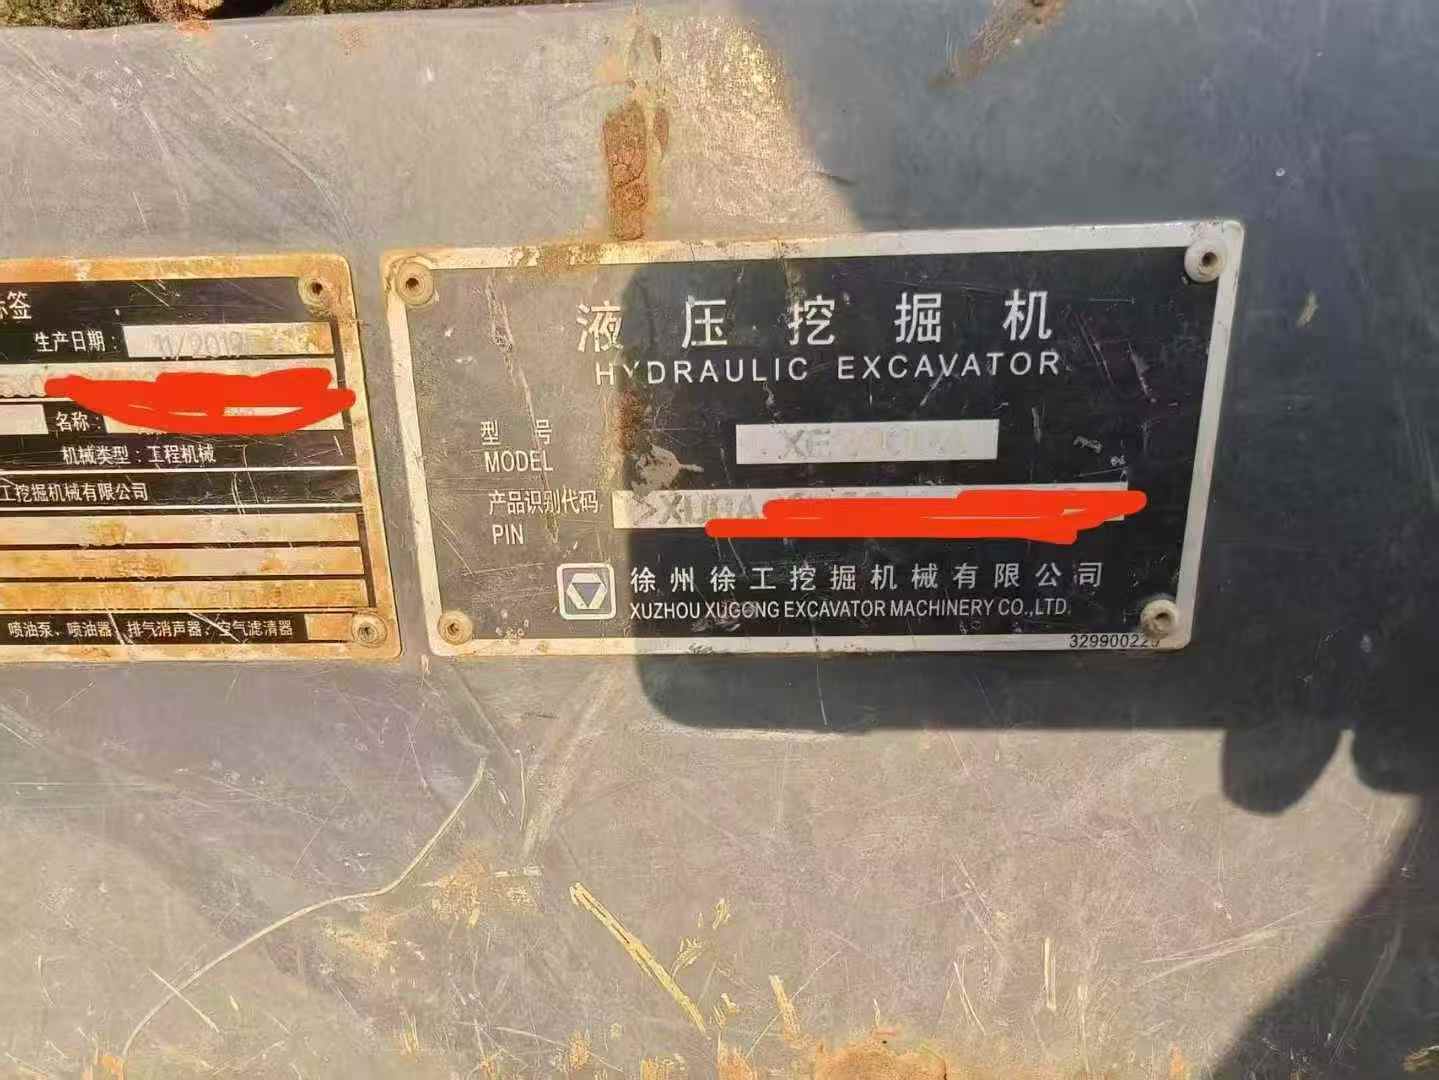 标签
生产日期：11/2019
名称：
机械类型：工程机械
工挖掘机械有限公司
喷油泵、喷油器、排气消声器、空气滤清器
液压挖掘机
HYDRAULIC EXCAVATOR
型号
MODEL
产品识别代码
PIN
徐州徐工挖掘机械有限公司
XUZHOU XUGONG EXCAVATOR MACHINERY CO.,LTD.